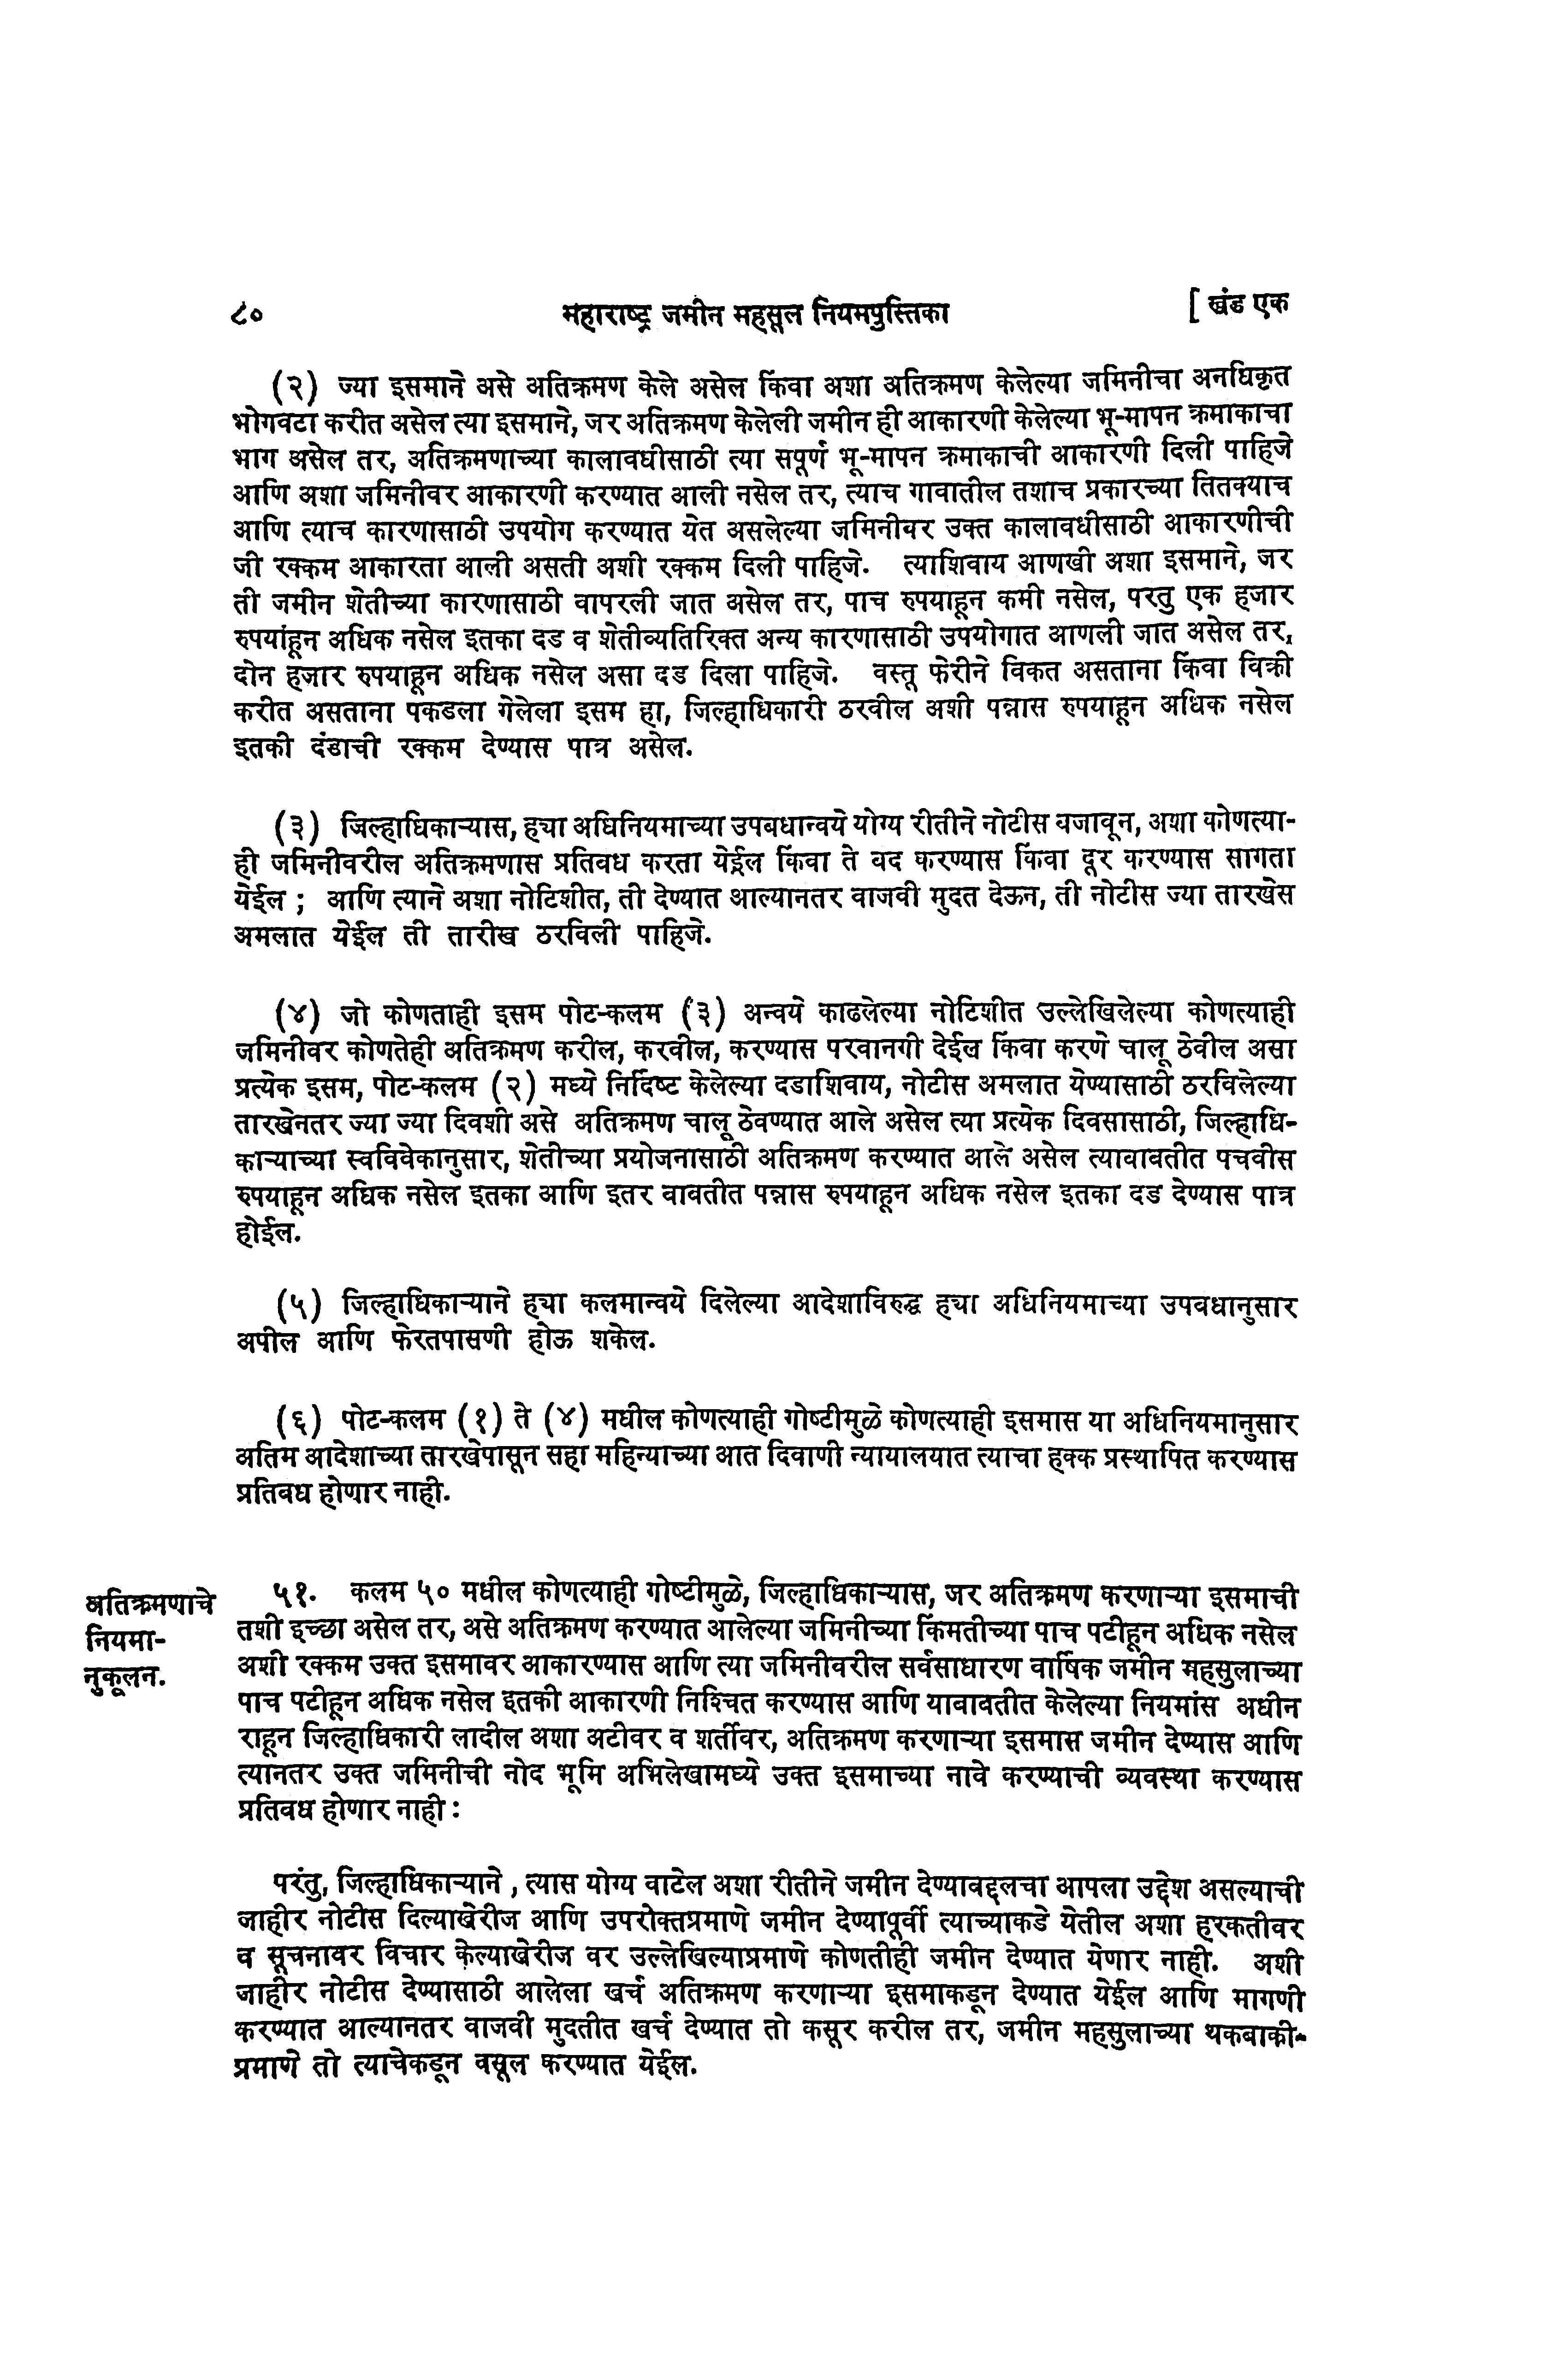 ८०
महाराष्ट्र जमीन महसूल नियमपुस्तिका
[ खंड एक
(२) ज्या इसमाने असे अतिक्रमण केले असेल किंवा अशा अतिक्रमण केलेल्या जमिनीचा अनधिकृत
भोगवटा करीत असेल त्या इसमाने, जर अतिक्रमण केलेली जमीन ही आकारणी केलेल्या भू-मापन क्रमाकाचा
भाग असेल तर, अतिक्रमणाच्या कालावधीसाठी त्या सपूर्ण भू-मापन क्रमाकाची आकारणी दिली पाहिजे
आणि अशा जमिनीवर आकारणी करण्यात आली नसेल तर, त्याच गावातील तशाच प्रकारच्या तितक्याच
आणि त्याच कारणासाठी उपयोग करण्यात येत असलेल्या जमिनीवर उक्त कालावधीसाठी आकारणीची
जी रक्कम आकारता आली असती अशी रक्कम दिली पाहिजे. त्याशिवाय आणखी अशा इसमाने, जर
ती जमीन शेतीच्या कारणासाठी वापरली जात असेल तर, पाच रुपयाहून कमी नसेल, परतु एक हजार
रुपयांहून अधिक नसेल इतका दड व शेतीव्यतिरिक्त अन्य कारणासाठी उपयोगात आणली जात असेल तर,
दोन हजार रुपयाहून अधिक नसेल असा दड दिला पाहिजे. वस्तू फेरीने विकत असताना किंवा विक्री
करीत असताना पकडला गेलेला इसम हा, जिल्हाधिकारी ठरवील अशी पन्नास रुपयाहून अधिक नसेल
इतकी दंडाची रक्कम देण्यास पात्र असेल.
(३) जिल्हाधिकाऱ्यास, ह्या अधिनियमाच्या उपबधान्वये योग्य रीतीने नोटीस बजावून, अशा कोणत्या-
ही जमिनीवरील अतिक्रमणास प्रतिबध करता येईल किंवा ते बद करण्यास किंवा दूर करण्यास सागता
येईल ; आणि त्याने अशा नोटिशीत, ती देण्यात आल्यानतर वाजवी मुदत देऊन, ती नोटीस ज्या तारखेस
अमलात येईल ती तारीख ठरविली पाहिजे.
(४) जो कोणताही इसम पोट-कलम (३) अन्वये काढलेल्या नोटिशीत उल्लेखिलेल्या कोणत्याही
जमिनीवर कोणतेही अतिक्रमण करील, करवील, करण्यास परवानगी देईल किंवा करणे चालू ठेवील असा
प्रत्येक इसम, पोट-कलम (२) मध्ये निर्दिष्ट केलेल्या दडाशिवाय, नोटीस अमलात येण्यासाठी ठरविलेल्या
तारखेनतर ज्या ज्या दिवशी असे अतिक्रमण चालू ठेवण्यात आले असेल त्या प्रत्येक दिवसासाठी, जिल्हाधि-
काऱ्याच्या स्वविवेकानुसार, शेतीच्या प्रयोजनासाठी अतिक्रमण करण्यात आले असेल त्याबाबतीत पचवीस
रुपयाहून अधिक नसेल इतका आणि इतर बाबतीत पन्नास रुपयाहून अधिक नसेल इतका दड देण्यास पात्र
होईल.
(५) जिल्हाधिकाऱ्याने ह्या कलमान्वये दिलेल्या आदेशाविरुद्ध ह्या अधिनियमाच्या उपबधानुसार
अपील आणि फेरतपासणी होऊ शकेल.
(६) पोट-कलम (१) ते (४) मधील कोणत्याही गोष्टीमुळे कोणत्याही इसमास या अधिनियमानुसार
अतिम आदेशाच्या तारखेपासून सहा महिन्याच्या आत दिवाणी न्यायालयात त्याचा हक्क प्रस्थापित करण्यास
प्रतिबध होणार नाही.
अतिक्रमणाचे
नियमा-
नुकूलन.
५१. कलम ५० मधील कोणत्याही गोष्टीमुळे, जिल्हाधिकाऱ्यास, जर अतिक्रमण करणाऱ्या इसमाची
तशी इच्छा असेल तर, असे अतिक्रमण करण्यात आलेल्या जमिनीच्या किंमतीच्या पाच पटीहून अधिक नसेल
अशी रक्कम उक्त इसमावर आकारण्यास आणि त्या जमिनीवरील सर्वसाधारण वार्षिक जमीन महसुलाच्या
पाच पटीहून अधिक नसेल इतकी आकारणी निश्चित करण्यास आणि याबाबतीत केलेल्या नियमांस अधीन
राहून जिल्हाधिकारी लादील अशा अटीवर व शर्तीवर, अतिक्रमण करणाऱ्या इसमास जमीन देण्यास आणि
त्यानतर उक्त जमिनीची नोद भूमि अभिलेखामध्ये उक्त इसमाच्या नावे करण्याची व्यवस्था करण्यास
प्रतिबध होणार नाही :
परंतु, जिल्हाधिकाऱ्याने , त्यास योग्य वाटेल अशा रीतीने जमीन देण्याबद्दलचा आपला उद्देश असल्याची
जाहीर नोटीस दिल्याखेरीज आणि उपरोक्तप्रमाणे जमीन देण्यापूर्वी त्याच्याकडे येतील अशा हरकतीवर
व सूचनावर विचार केल्याखेरीज वर उल्लेखिल्याप्रमाणे कोणतीही जमीन देण्यात येणार नाही. अशी
जाहीर नोटीस देण्यासाठी आलेला खर्च अतिक्रमण करणाऱ्या इसमाकडून देण्यात येईल आणि मागणी
करण्यात आल्यानतर वाजवी मुदतीत खर्च देण्यात तो कसूर करील तर, जमीन महसुलाच्या थकबाकी-
प्रमाणे तो त्याचेकडून वसूल करण्यात येईल.